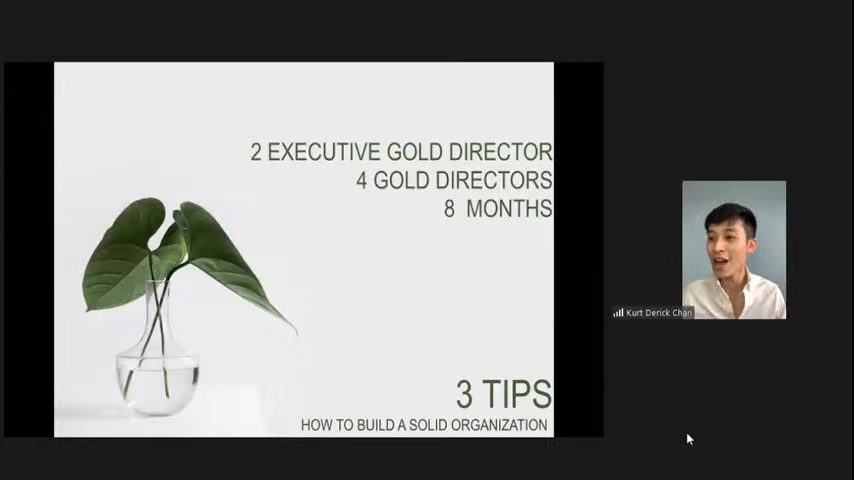 2 EXECUTIVE GOLD DIRECTOR
4 GOLD DIRECTORS
8 MONTHS
Kurt Derick Chan
3 TIPS
HOW TO BUILD A SOLID ORGANIZATION